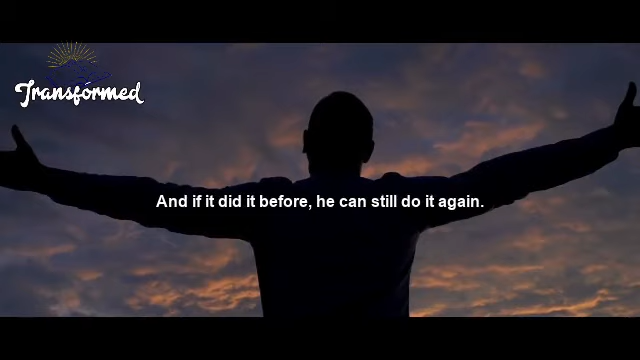 Transformed
And if it did it before, he can still do it again.